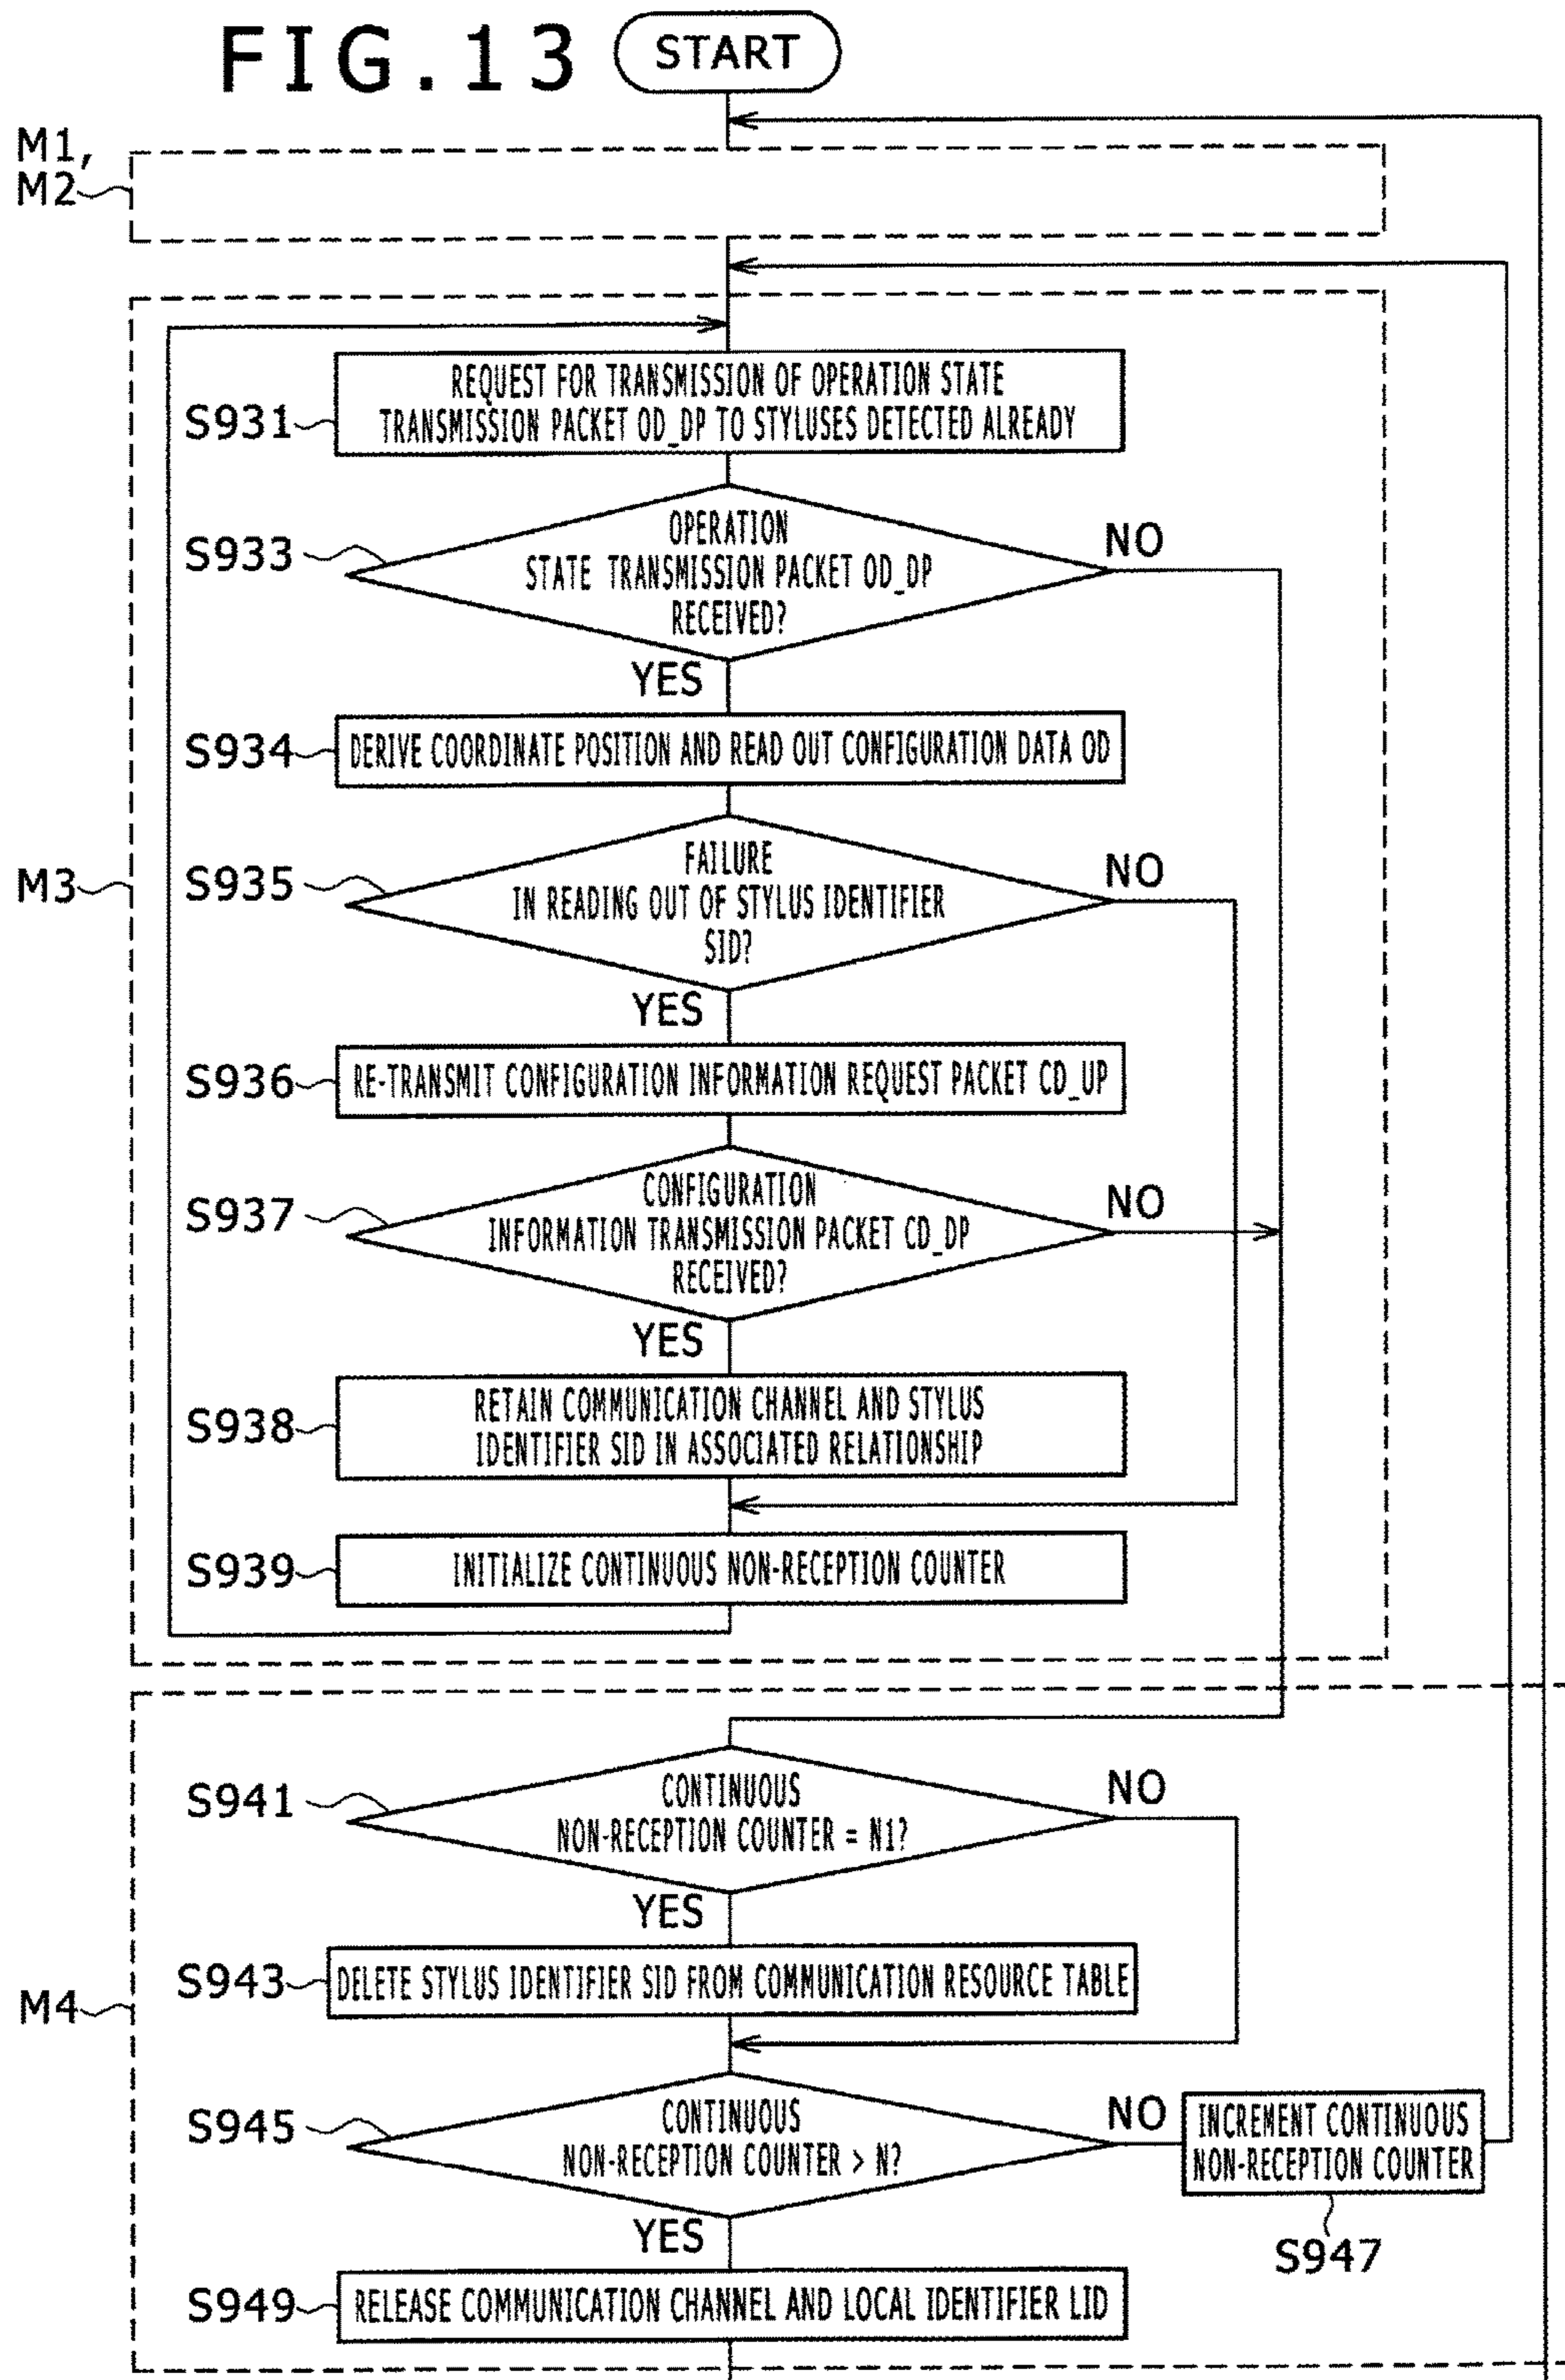 FIG.13
START
M1,
M2
M3
S931
REQUEST FOR TRANSMISSION OF OPERATION STATE
TRANSMISSION PACKET OD_DP TO STYLUSES DETECTED ALREADY
S933
OPERATION
STATE TRANSMISSION PACKET OD_DP
RECEIVED?
NO
YES
S934
DERIVE COORDINATE POSITION AND READ OUT CONFIGURATION DATA OD
S935
FAILURE
IN READING OUT OF STYLUS IDENTIFIER
SID?
NO
YES
S936
RE-TRANSMIT CONFIGURATION INFORMATION REQUEST PACKET CD_UP
S937
CONFIGURATION
INFORMATION TRANSMISSION PACKET CD_DP
RECEIVED?
NO
YES
S938
RETAIN COMMUNICATION CHANNEL AND STYLUS
IDENTIFIER SID IN ASSOCIATED RELATIONSHIP
S939
INITIALIZE CONTINUOUS NON-RECEPTION COUNTER
M4
S941
CONTINUOUS
NON-RECEPTION COUNTER = N1?
NO
YES
S943
DELETE STYLUS IDENTIFIER SID FROM COMMUNICATION RESOURCE TABLE
S945
CONTINUOUS
NON-RECEPTION COUNTER > N?
NO
INCREMENT CONTINUOUS
NON-RECEPTION COUNTER
S947
YES
S949
RELEASE COMMUNICATION CHANNEL AND LOCAL IDENTIFIER LID